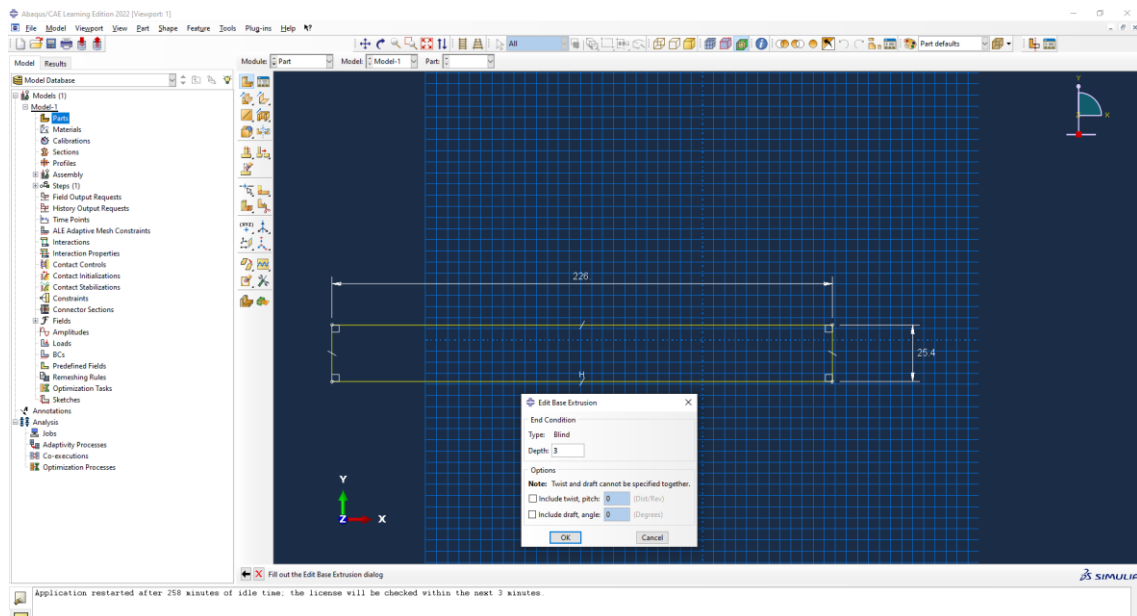 Abaqus/CAE Learning Edition 2022 [Viewport: 1]
File Model Viewport View Part Shape Feature Tools Plug-ins Help
All Part defaults
Model Results Module: Part Model: Model-1 Part:
Model Database
Models (1)
Model-1
Parts
Materials
Calibrations
Sections
Profiles
Assembly
Steps (1)
Field Output Requests
History Output Requests
Time Points
ALE Adaptive Mesh Constraints
Interactions
Interaction Properties
Contact Controls
Contact Initializations
Contact Stabilizations
Constraints
Connector Sections
Fields
Amplitudes
Loads
BCs
Predefined Fields
Remeshing Rules
Optimization Tasks
Sketches
Annotations
Analysis
Jobs
Adaptivity Processes
Co-executions
Optimization Processes
Y
X
226.
25.4
H
Edit Base Extrusion
End Condition
Type: Blind
Depth: 3
Options
Note: Twist and draft cannot be specified together.
Include twist, pitch: 0 (Dist/Rev)
Include draft, angle: 0 (Degrees)
OK Cancel
Y
Z X
Fill out the Edit Base Extrusion dialog
SIMULIA
Application restarted after 258 minutes of idle time; the license will be checked within the next 3 minutes.